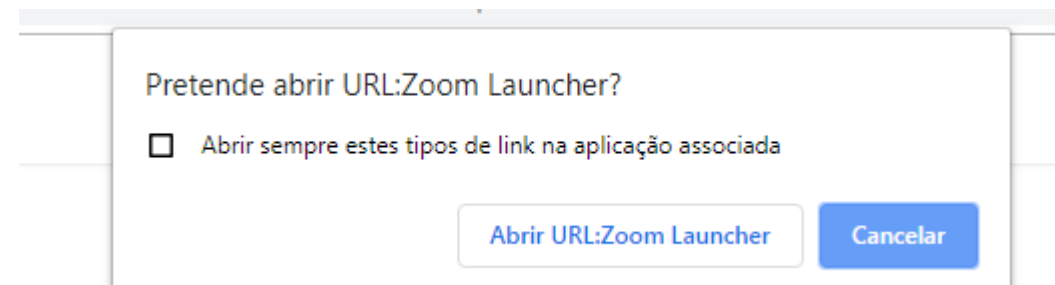 Pretende abrir URL:Zoom Launcher?
Abrir sempre estes tipos de link na aplicação associada
Abrir URL:Zoom Launcher Cancelar